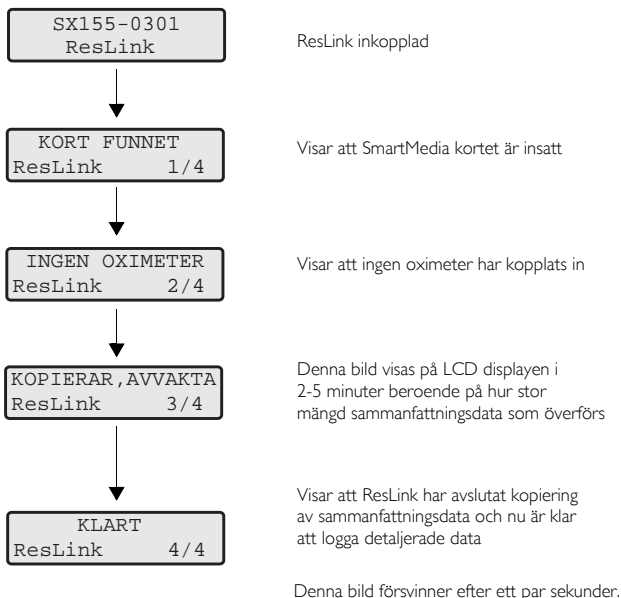 SX155-0301
ResLink
ResLink inkopplad
KORT FUNNET
ResLink 1/4
Visar att SmartMedia kortet är insatt
INGEN OXIMETER
ResLink 2/4
Visar att ingen oximeter har kopplats in
KOPIERAR,AVVAKTA
ResLink 3/4
Denna bild visas på LCD displayen i
2-5 minuter beroende på hur stor
mängd sammanfattningsdata som överförs
KLART
ResLink 4/4
Visar att ResLink har avslutat kopiering
av sammanfattningsdata och nu är klar
att logga detaljerade data
Denna bild försvinner efter ett par sekunder.